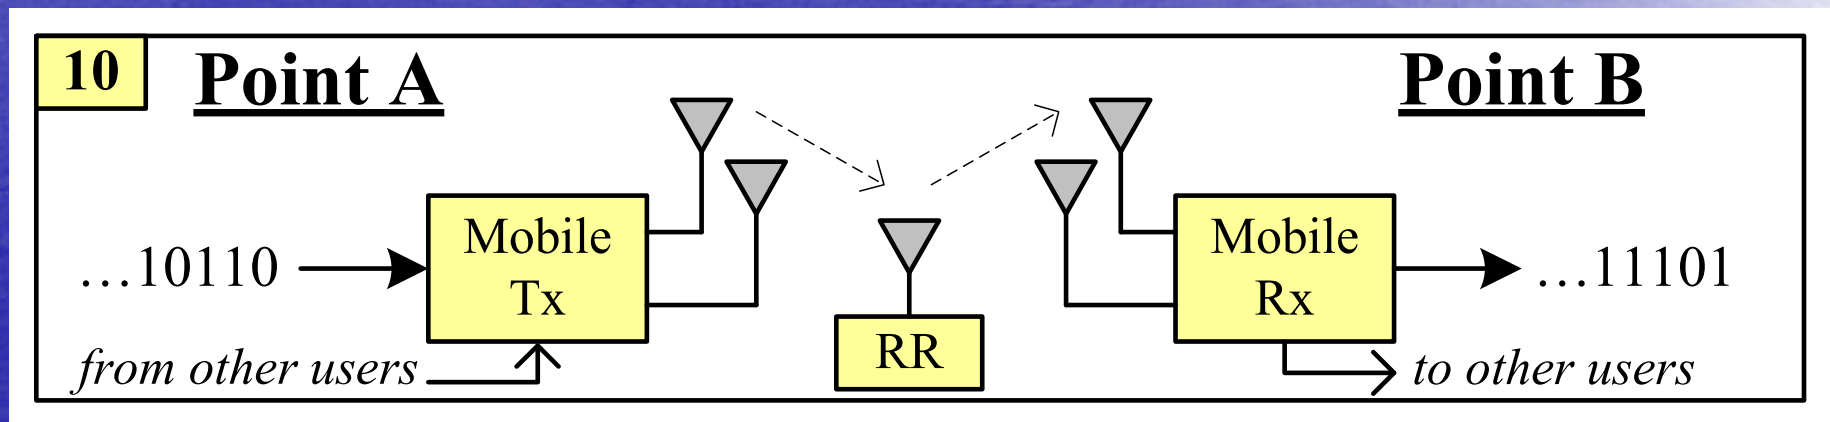 10
Point A
Point B
Mobile
Tx
Mobile
Rx
…10110
…11101
RR
from other users
to other users